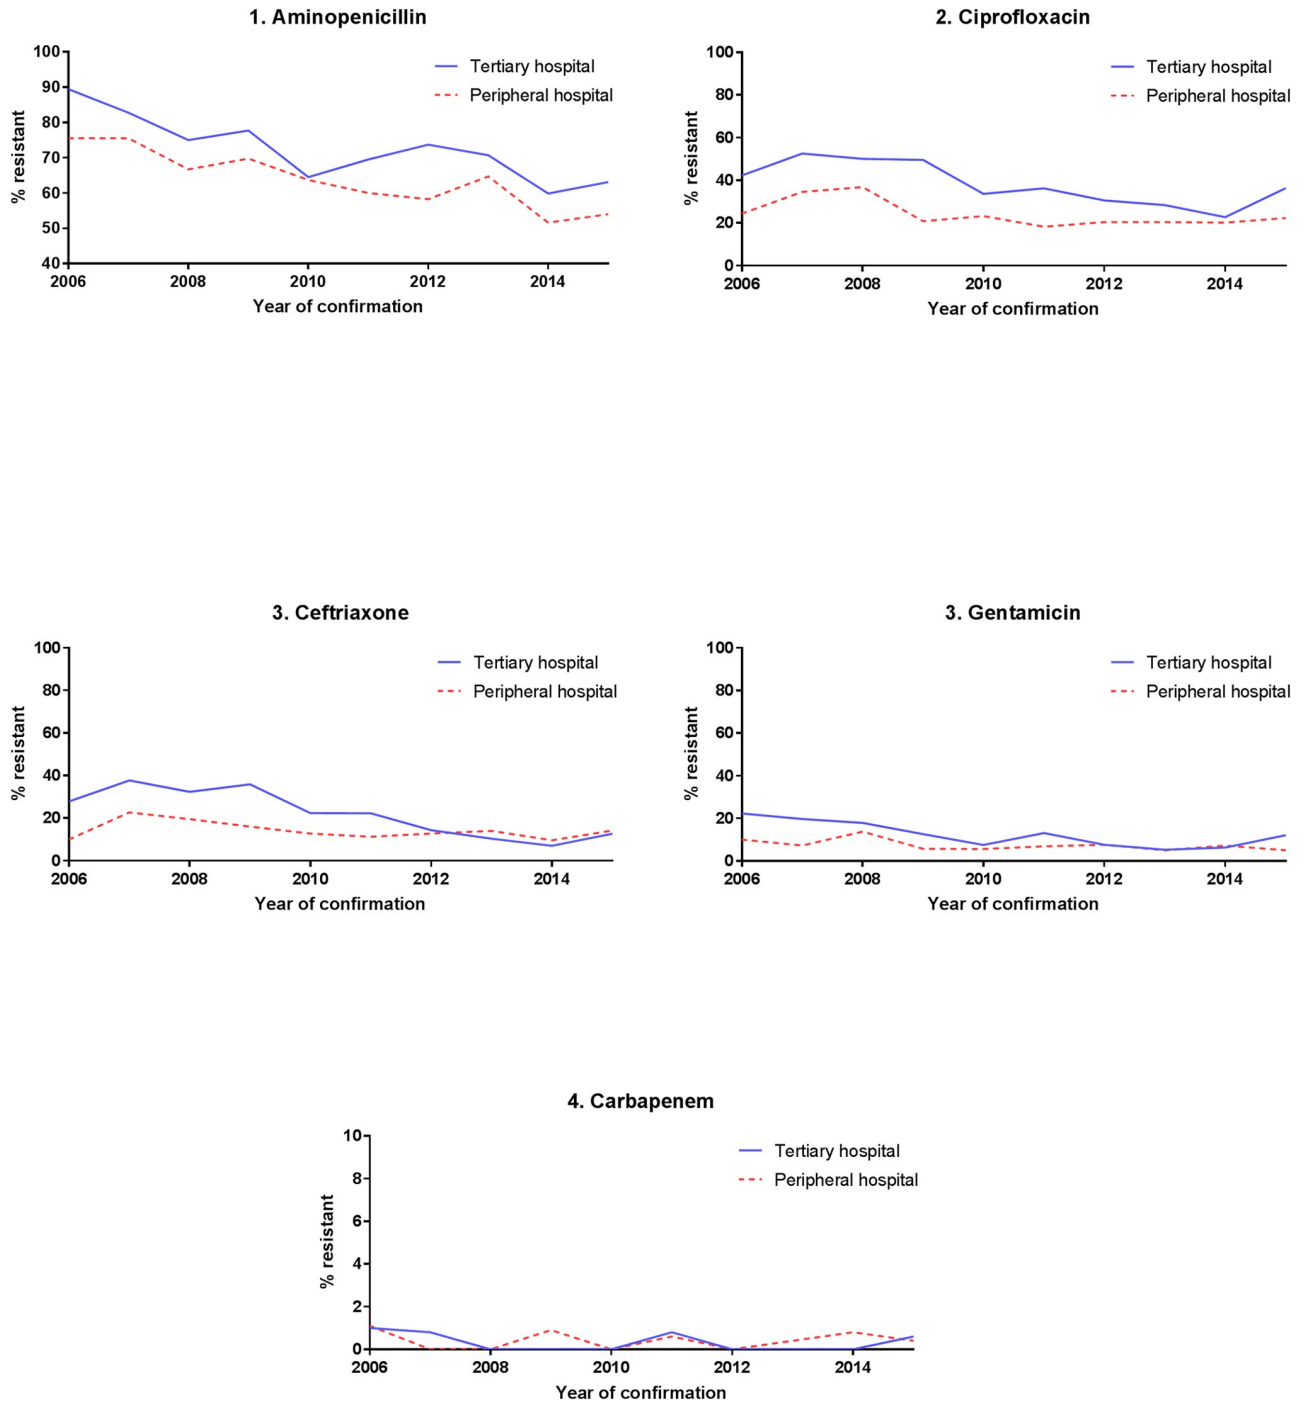 1. Aminopenicillin
100
90
80
70
60
50
40
% resistant
Tertiary hospital
Peripheral hospital
2006 2008 2010 2012 2014
Year of confirmation
2. Ciprofloxacin
100
80
60
40
20
0
% resistant
Tertiary hospital
Peripheral hospital
2006 2008 2010 2012 2014
Year of confirmation
3. Ceftriaxone
100
80
60
40
20
0
% resistant
Tertiary hospital
Peripheral hospital
2006 2008 2010 2012 2014
Year of confirmation
3. Gentamicin
100
80
60
40
20
0
% resistant
Tertiary hospital
Peripheral hospital
2006 2008 2010 2012 2014
Year of confirmation
4. Carbapenem
10
8
6
4
2
0
% resistant
Tertiary hospital
Peripheral hospital
2006 2008 2010 2012 2014
Year of confirmation